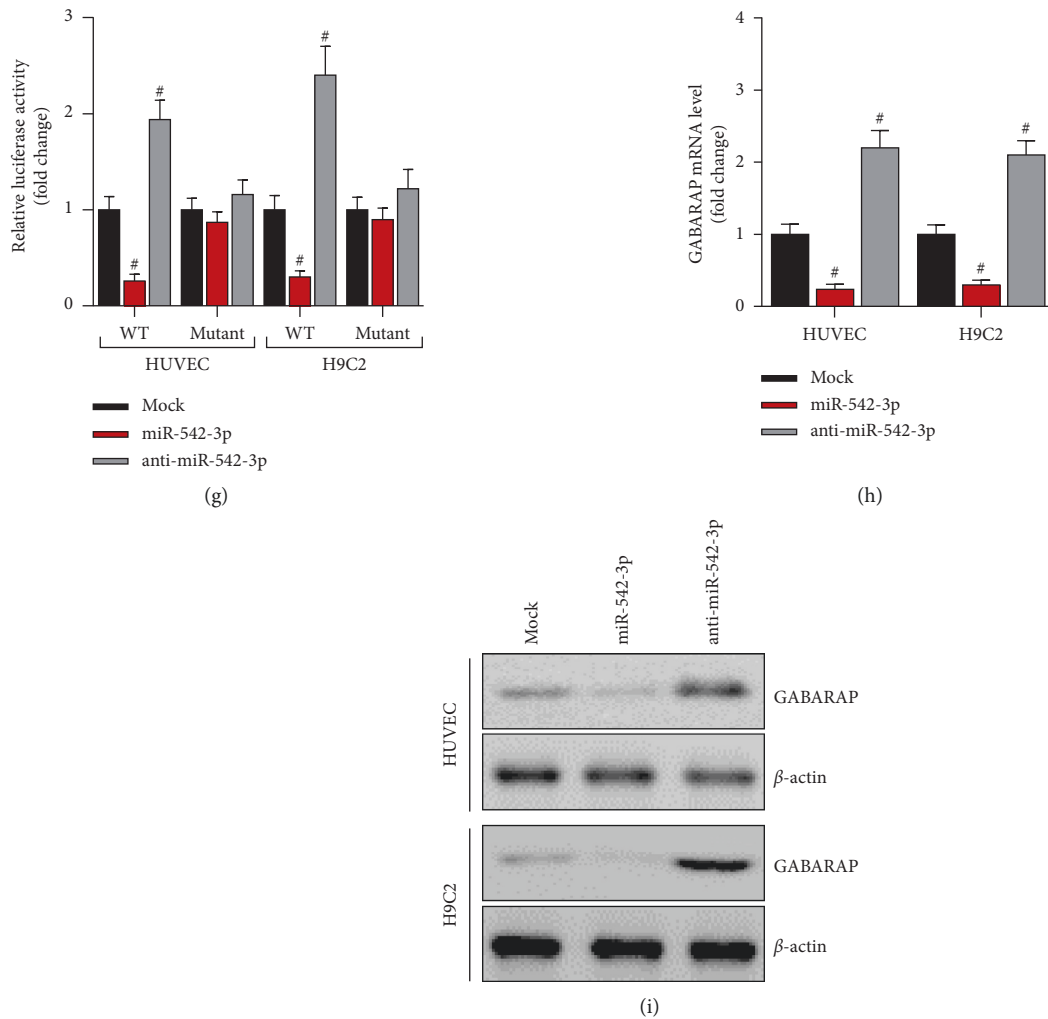 Relative luciferase activity
(fold change)
3
2
1
0
#
#
#
#
WT
Mutant
WT
Mutant
HUVEC
H9C2
Mock
miR-542-3p
anti-miR-542-3p
(g)
GABARAP mRNA level
(fold change)
4
3
2
1
0
#
#
#
#
HUVEC
H9C2
Mock
miR-542-3p
anti-miR-542-3p
(h)
Mock
miR-542-3p
anti-miR-542-3p
HUVEC
GABARAP
β-actin
H9C2
GABARAP
β-actin
(i)